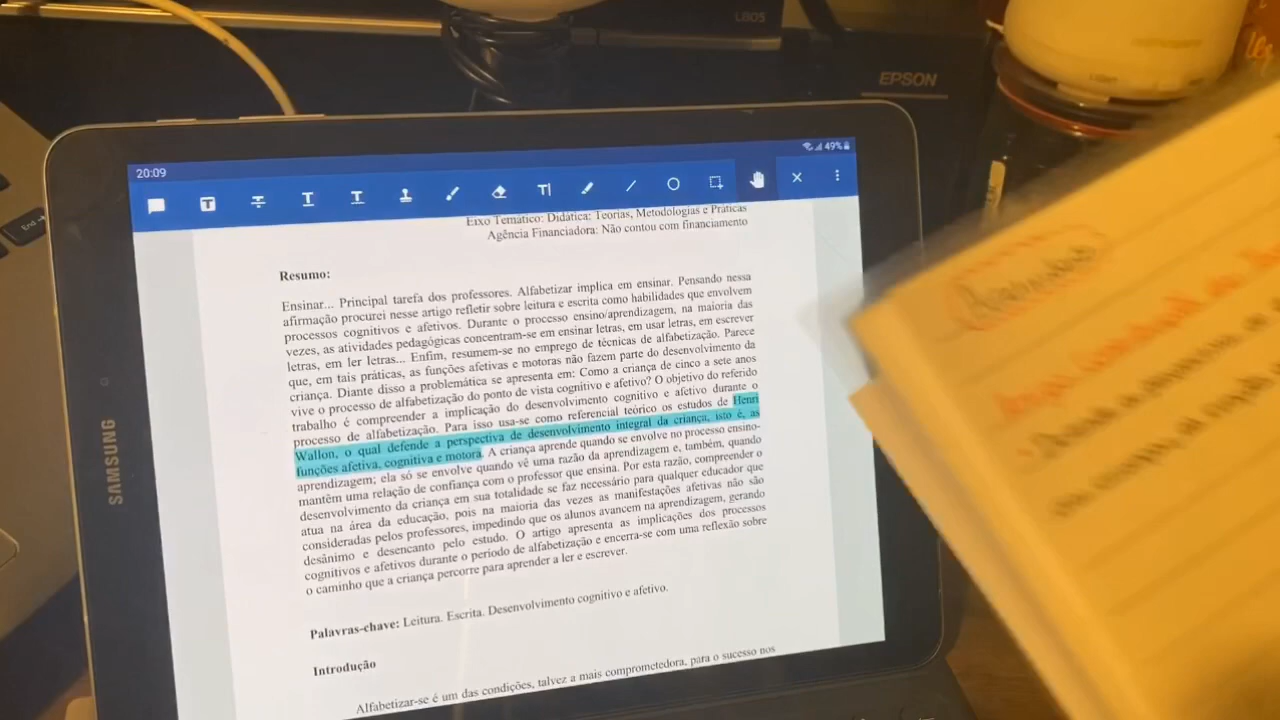 LBO5
EPSON
20:09
49%
T
T
T
T
Eixo Temático: Didática: Teorias, Metodologias e Práticas
Agência Financiadora: Não contou com financiamento
Resumo:
Ensinar... Principal tarefa dos professores. Alfabetizar implica em ensinar. Pensando nessa
afirmação procurei nesse artigo refletir sobre leitura e escrita como habilidades que envolvem
processos cognitivos e afetivos. Durante o processo ensino/aprendizagem, na maioria das
vezes, as atividades pedagógicas concentram-se em ensinar letras, em usar letras, em escrever
letras, em ler letras... Enfim, resumem-se no emprego de técnicas de alfabetização. Parece
que, em tais práticas, as funções afetivas e motoras não fazem parte do desenvolvimento da
criança. Diante disso a problemática se apresenta em: Como a criança de cinco a sete anos
vive o processo de alfabetização do ponto de vista cognitivo e afetivo? O objetivo do referido
trabalho é compreender a implicação do desenvolvimento cognitivo e afetivo durante o
processo de alfabetização. Para isso usa-se como referencial teórico os estudos de Henri
Wallon, o qual defende a perspectiva de desenvolvimento integral da criança, isto é, as
funções afetiva, cognitiva e motora. A criança aprende quando se envolve no processo ensino-
aprendizagem; ela só se envolve quando vê uma razão da aprendizagem e, também, quando
mantêm uma relação de confiança com o professor que ensina. Por esta razão, compreender o
desenvolvimento da criança em sua totalidade se faz necessário para qualquer educador que
atua na área da educação, pois na maioria das vezes as manifestações afetivas não são
consideradas pelos professores, impedindo que os alunos avancem na aprendizagem, gerando
desânimo e desencanto pelo estudo. O artigo apresenta as implicações dos processos
cognitivos e afetivos durante o período de alfabetização e encerra-se com uma reflexão sobre
o caminho que a criança percorre para aprender a ler e escrever.
Palavras-chave: Leitura. Escrita. Desenvolvimento cognitivo e afetivo.
Introdução
Alfabetizar-se é um das condições, talvez a mais comprometedora, para o sucesso nos
SAMSUNG
End